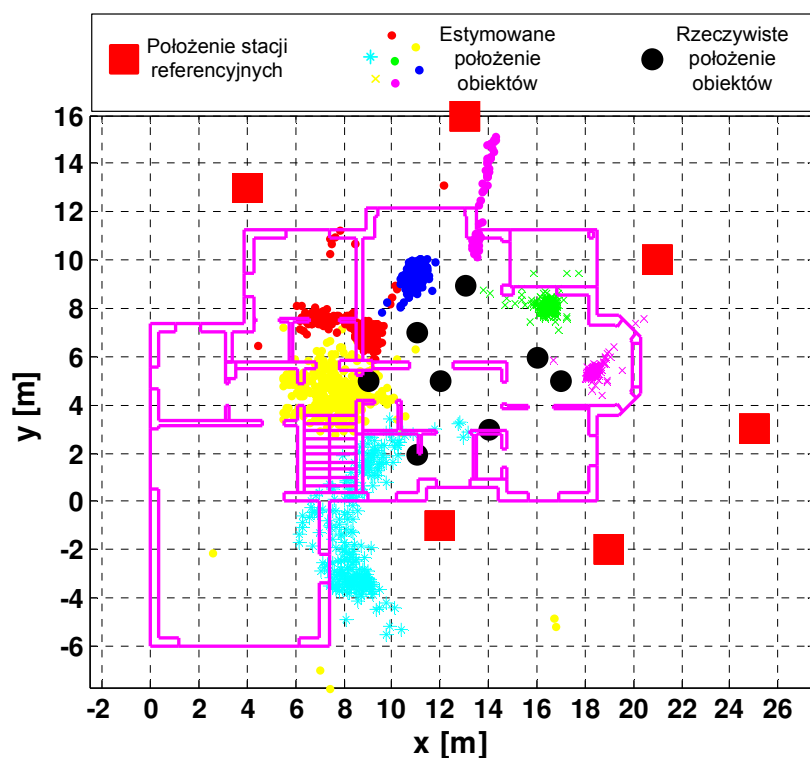 Położenie stacji
referencyjnych
Estymowane
położenie
obiektów
Rzeczywiste
położenie
obiektów
16
14
12
10
8
6
4
2
0
-2
-4
-6
y [m]
-2 0 2 4 6 8 10 12 14 16 18 20 22 24 26
x [m]